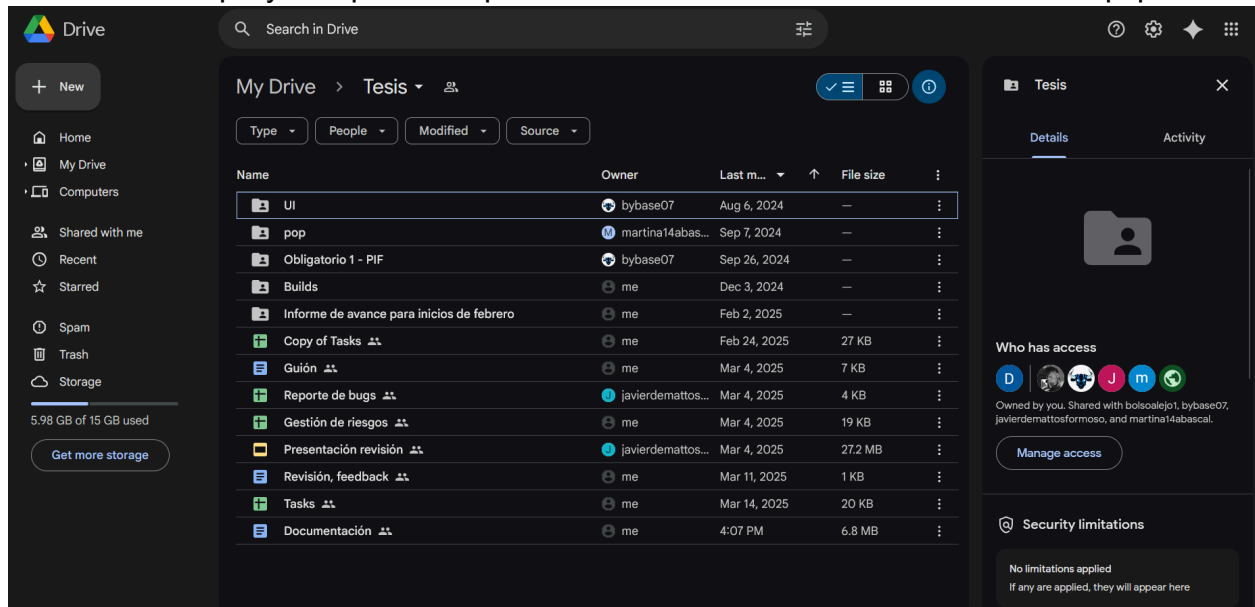 Drive
Search in Drive
New
Home
My Drive
Computers
Shared with me
Recent
Starred
Spam
Trash
Storage
5.98 GB of 15 GB used
Get more storage
My Drive > Tesis
Type People Modified Source
Name Owner Last m... File size
UI bybase07 Aug 6, 2024 —
pop M martina14abas... Sep 7, 2024 —
Obligatorio 1 - PIF bybase07 Sep 26, 2024 —
Builds me Dec 3, 2024 —
Informe de avance para inicios de febrero me Feb 2, 2025 —
Copy of Tasks me Feb 24, 2025 27 KB
Guión me Mar 4, 2025 7 KB
Reporte de bugs J javierdemattos... Mar 4, 2025 4 KB
Gestión de riesgos me Mar 4, 2025 19 KB
Presentación revisión J javierdemattos... Mar 4, 2025 27.2 MB
Revisión, feedback me Mar 11, 2025 1 KB
Tasks me Mar 14, 2025 20 KB
Documentación me 4:07 PM 6.8 MB
Tesis
Details Activity
Who has access
D J m
Owned by you. Shared with bolsoalejo1, bybase07,
javierdemattosformoso, and martina14abascal.
Manage access
Security limitations
No limitations applied
If any are applied, they will appear here